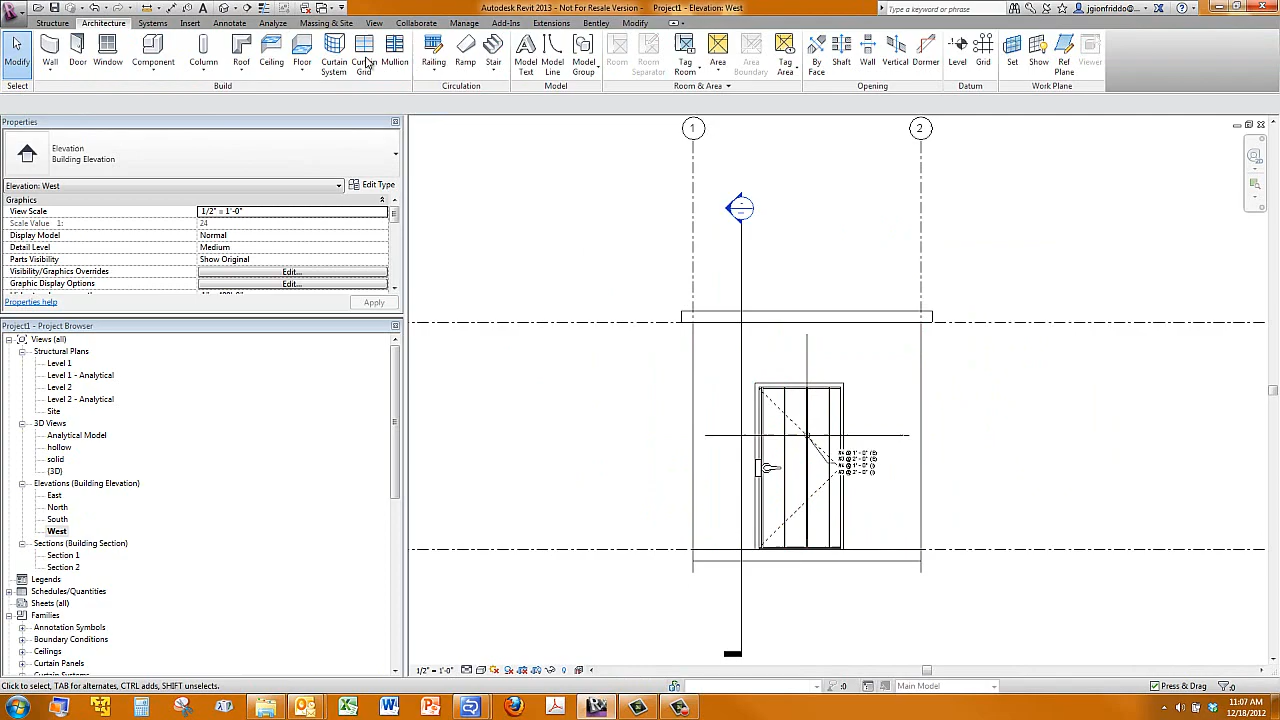 Autodesk Revit 2013 - Not For Resale Version - Project1 - Elevation: West
Type a keyword or phrase
jgionfriddo
Structure Architecture Systems Insert Annotate Analyze Massing & Site View Collaborate Manage Add-Ins Extensions Bentley Modify
Modify Wall Door Window Component Column Roof Ceiling Floor Curtain System Curtain Grid Mullion Railing Ramp Stair Model Text Model Line Model Group Room Room Separator Tag Room Area Area Boundary Tag Area By Face Shaft Wall Vertical Dormer Level Grid Set Show Ref Plane Viewer
Select Build Circulation Model Room & Area Opening Datum Work Plane
Properties
Elevation
Building Elevation
Elevation: West Edit Type
Graphics
View Scale 1/2" = 1'-0"
Scale Value 1: 24
Display Model Normal
Detail Level Medium
Parts Visibility Show Original
Visibility/Graphics Overrides Edit...
Graphic Display Options Edit...
Properties help Apply
Project1 - Project Browser
Views (all)
Structural Plans
Level 1
Level 1 - Analytical
Level 2
Level 2 - Analytical
Site
3D Views
Analytical Model
hollow
solid
{3D}
Elevations (Building Elevation)
East
North
South
West
Sections (Building Section)
Section 1
Section 2
Legends
Schedules/Quantities
Sheets (all)
Families
Annotation Symbols
Boundary Conditions
Ceilings
Curtain Panels
1 2
1/2" = 1'-0"
Click to select, TAB for alternates, CTRL adds, SHIFT unselects.
:0 Main Model Press & Drag :0
11:07 AM
12/18/2012